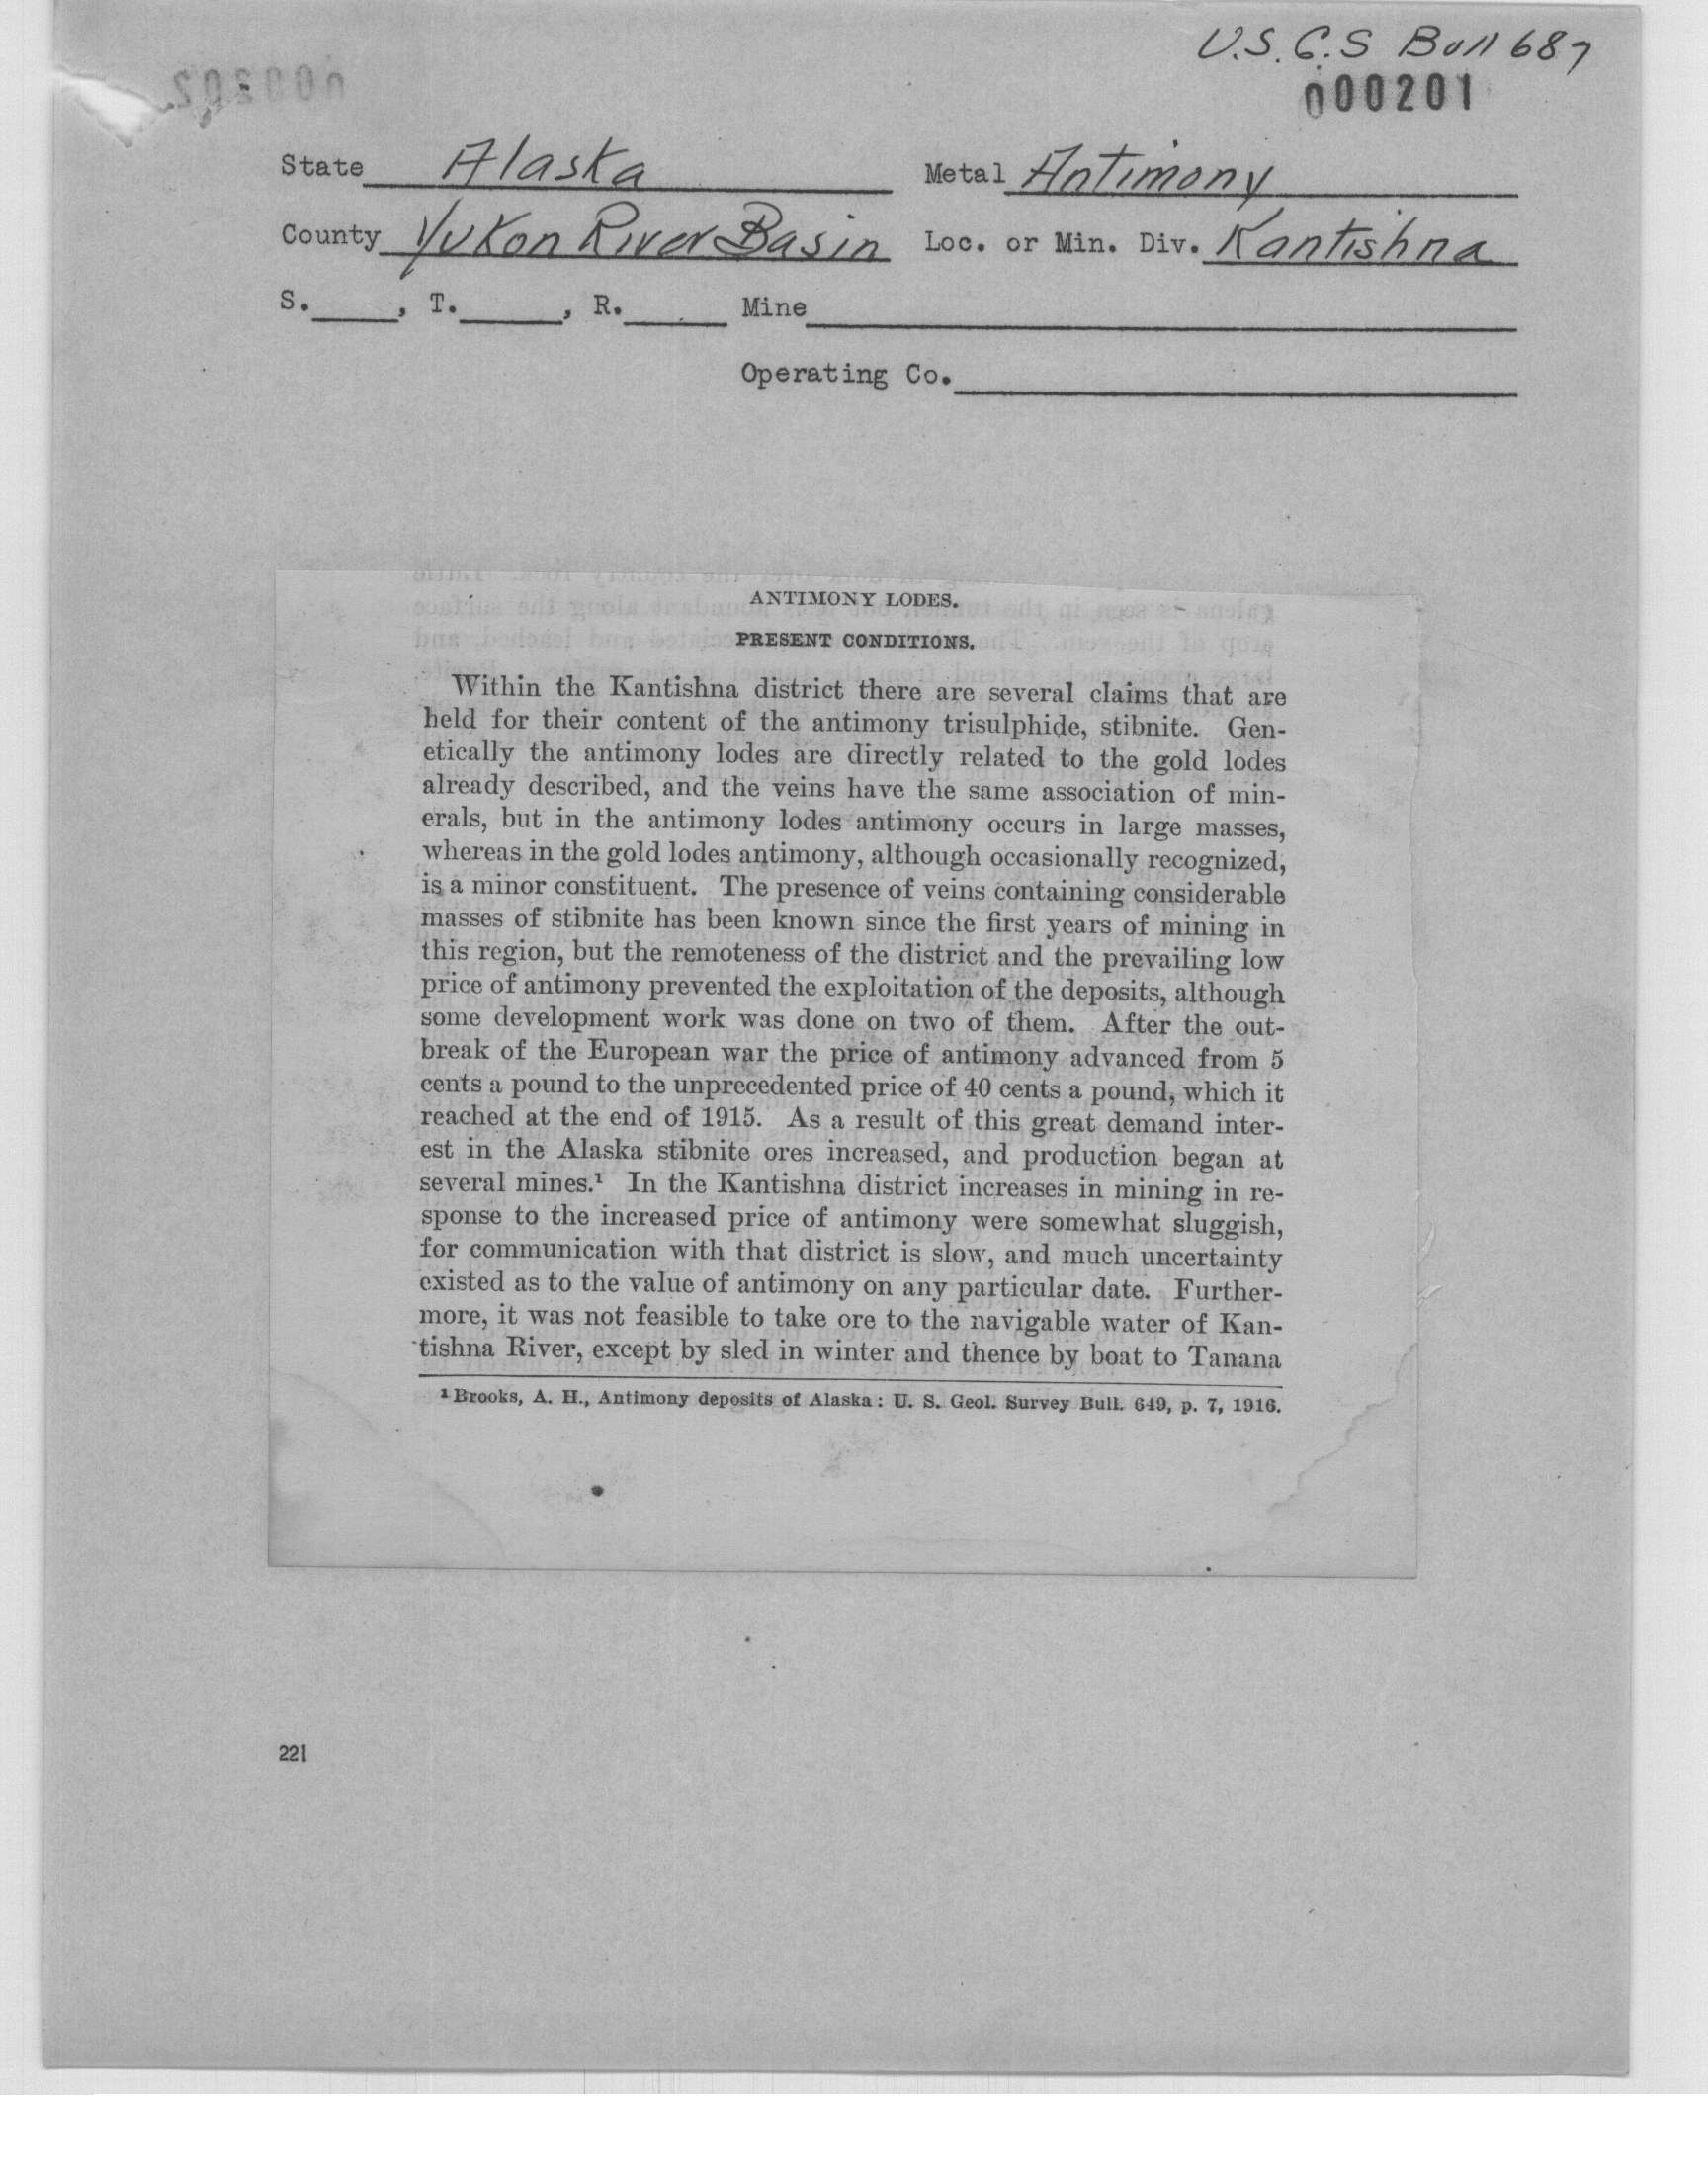 U.S.G.S Bull 687
000201
State Alaska Metal Antimony
County Yukon River Basin Loc. or Min. Div. Kantishna
S. , T. , R. Mine
Operating Co.
ANTIMONY LODES.
PRESENT CONDITIONS.
Within the Kantishna district there are several claims that are
held for their content of the antimony trisulphide, stibnite. Gen-
etically the antimony lodes are directly related to the gold lodes
already described, and the veins have the same association of min-
erals, but in the antimony lodes antimony occurs in large masses,
whereas in the gold lodes antimony, although occasionally recognized,
is a minor constituent. The presence of veins containing considerable
masses of stibnite has been known since the first years of mining in
this region, but the remoteness of the district and the prevailing low
price of antimony prevented the exploitation of the deposits, although
some development work was done on two of them. After the out-
break of the European war the price of antimony advanced from 5
cents a pound to the unprecedented price of 40 cents a pound, which it
reached at the end of 1915. As a result of this great demand inter-
est in the Alaska stibnite ores increased, and production began at
several mines.¹ In the Kantishna district increases in mining in re-
sponse to the increased price of antimony were somewhat sluggish,
for communication with that district is slow, and much uncertainty
existed as to the value of antimony on any particular date. Further-
more, it was not feasible to take ore to the navigable water of Kan-
tishna River, except by sled in winter and thence by boat to Tanana
¹ Brooks, A. H., Antimony deposits of Alaska: U. S. Geol. Survey Bull. 649, p. 7, 1916.
221